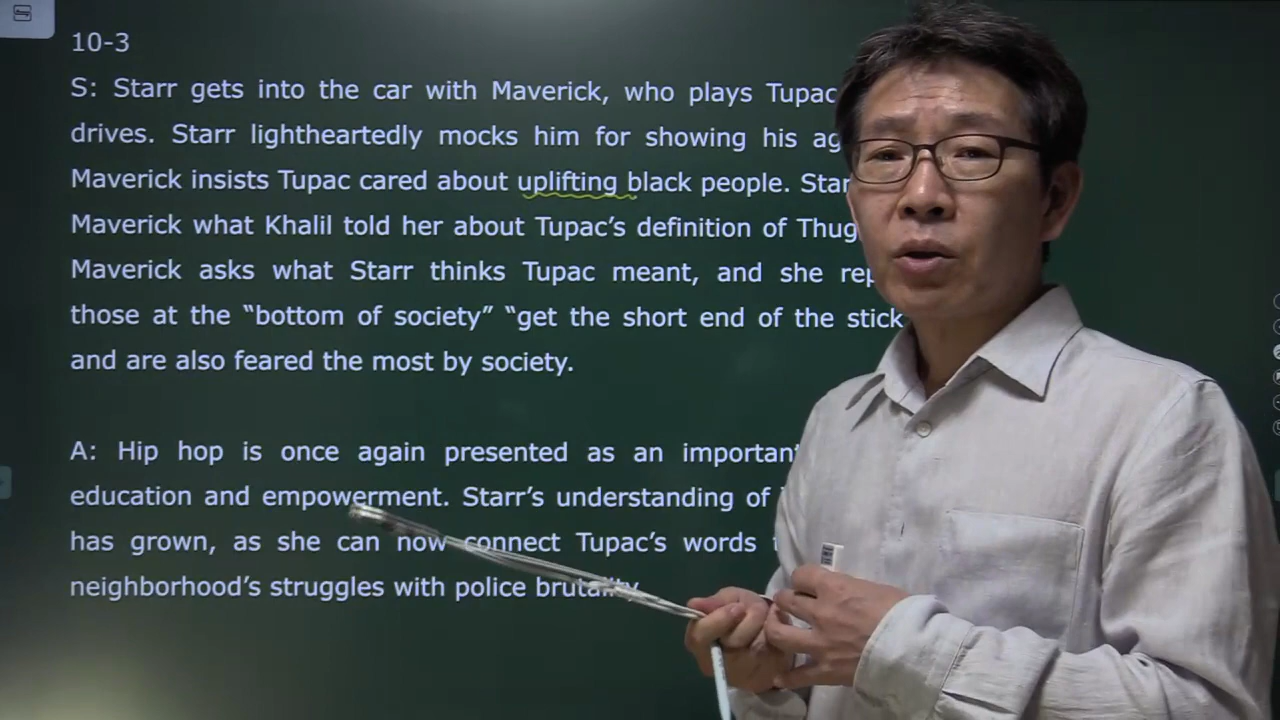 10-3
S: Starr gets into the car with Maverick, who plays Tupac
drives. Starr lightheartedly mocks him for showing his
Maverick insists Tupac cared about uplifting black people.
Maverick what Khalil told her about Tupac’s definition of
Maverick asks what Starr thinks Tupac meant, and she
those at the “bottom of society” “get the short end of the stick
and are also feared the most by society.
A: Hip hop is once again presented as an important
education and empowerment. Starr’s understanding of
has grown, as she can now connect Tupac’s words
neighborhood’s struggles with police brutality.